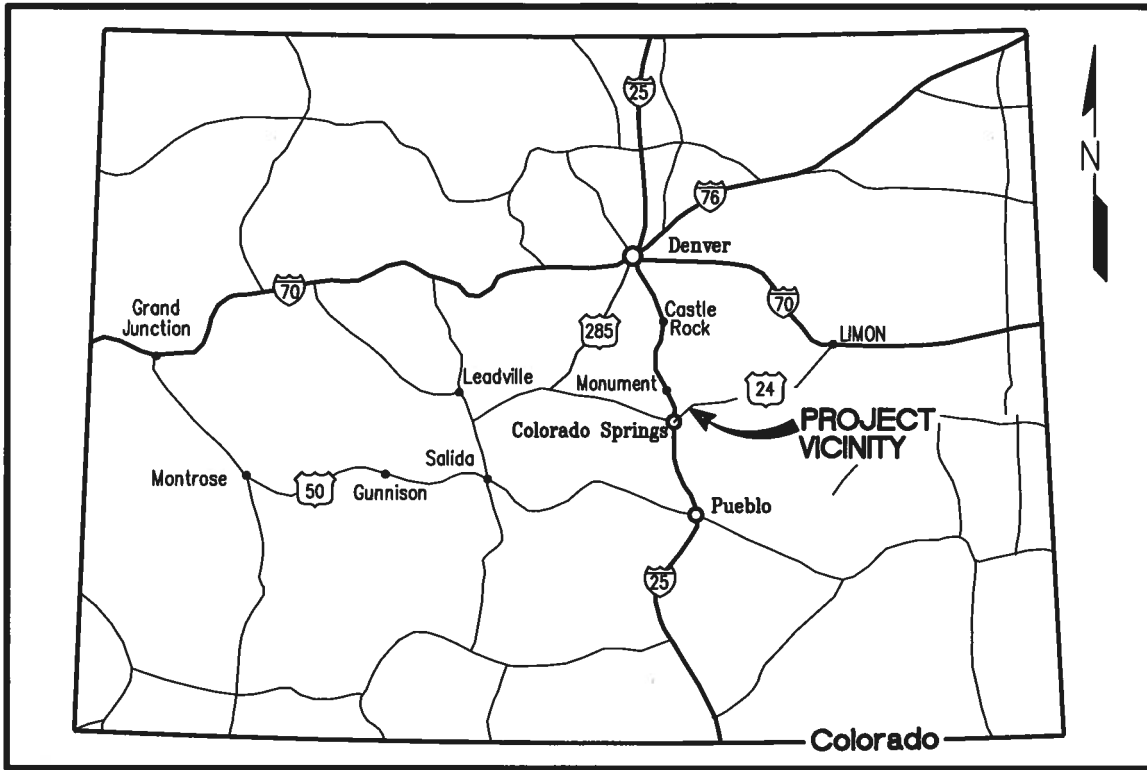 25
N
76
Denver
70
Grand
Junction
285
Castle
Rock
70
LIMON
Leadville
Monument
24
Colorado Springs
PROJECT
VICINITY
Salida
Montrose
50
Gunnison
Pueblo
25
Colorado